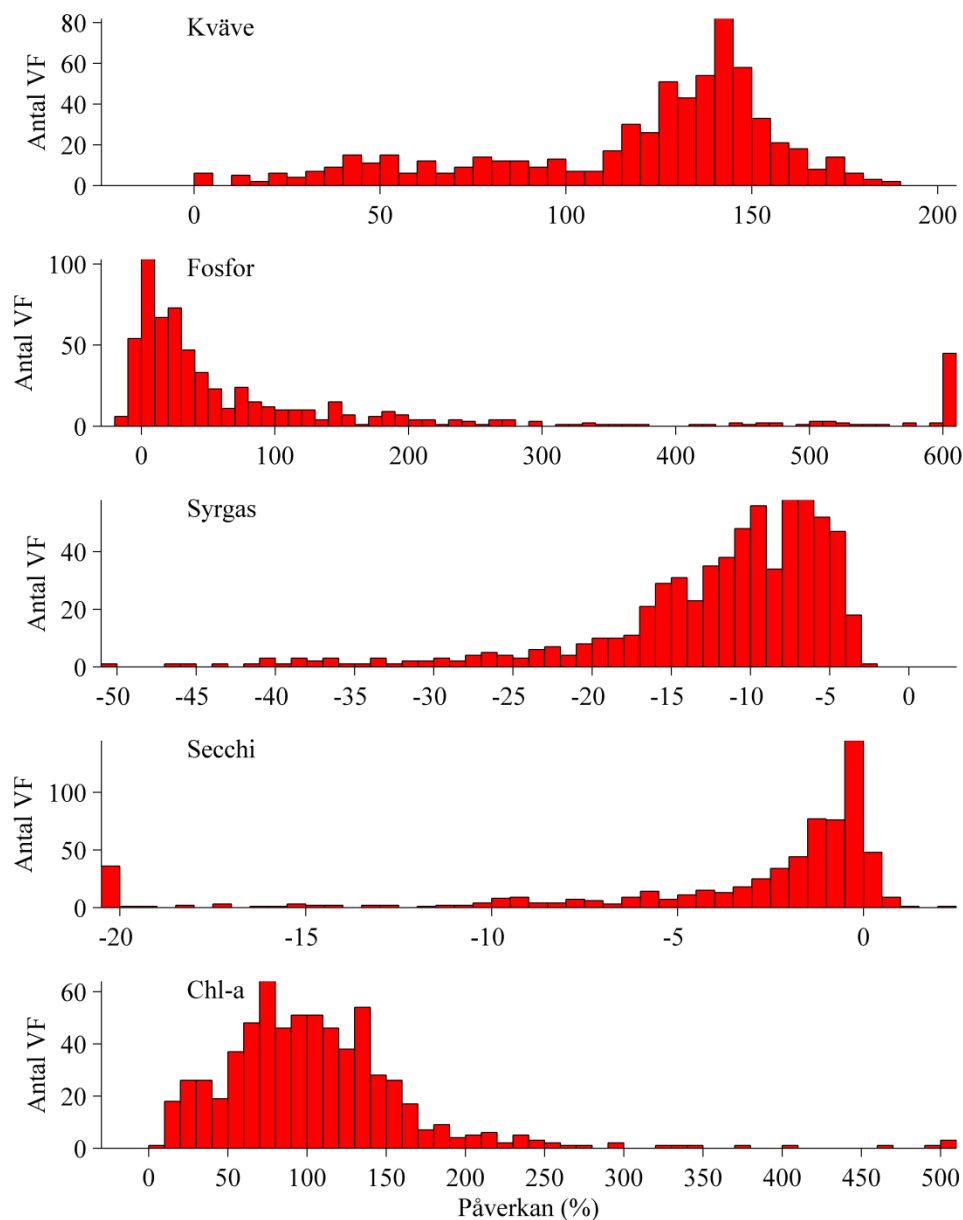 Kväve
Antal VF
80
60
40
20
0
0 50 100 150 200
Fosfor
Antal VF
100
50
0
0 100 200 300 400 500 600
Syrgas
Antal VF
40
20
0
-50 -45 -40 -35 -30 -25 -20 -15 -10 -5 0
Secchi
Antal VF
100
50
0
-20 -15 -10 -5 0
Chl-a
Antal VF
60
40
20
0
0 50 100 150 200 250 300 350 400 450 500
Påverkan (%)